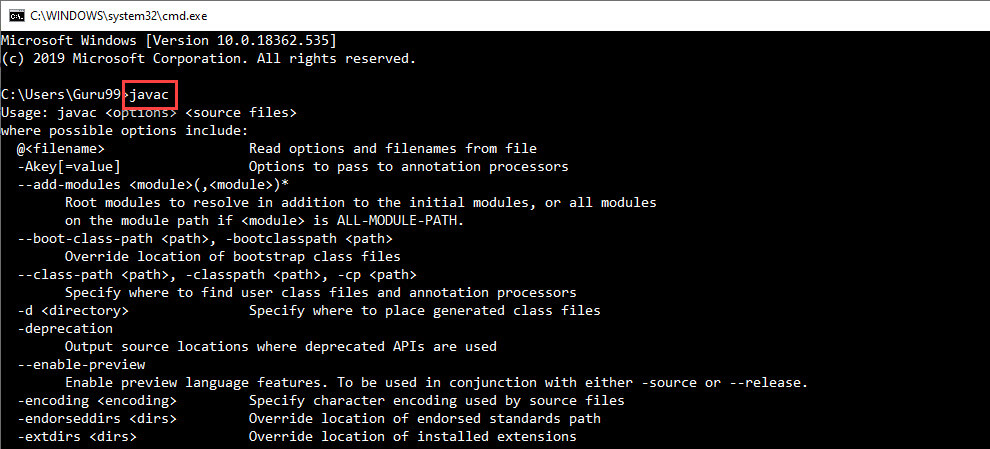 C:\WINDOWS\system32\cmd.exe
Microsoft Windows [Version 10.0.18362.535]
(c) 2019 Microsoft Corporation. All rights reserved.
C:\Users\Guru99>javac
Usage: javac <options> <source files>
where possible options include:
@<filename> Read options and filenames from file
-Akey[=value] Options to pass to annotation processors
--add-modules <module>(,<module>)*
Root modules to resolve in addition to the initial modules, or all modules
on the module path if <module> is ALL-MODULE-PATH.
--boot-class-path <path>, -bootclasspath <path>
Override location of bootstrap class files
--class-path <path>, -classpath <path>, -cp <path>
Specify where to find user class files and annotation processors
-d <directory> Specify where to place generated class files
-deprecation
Output source locations where deprecated APIs are used
--enable-preview
Enable preview language features. To be used in conjunction with either -source or --release.
-encoding <encoding> Specify character encoding used by source files
-endorseddirs <dirs> Override location of endorsed standards path
-extdirs <dirs> Override location of installed extensions